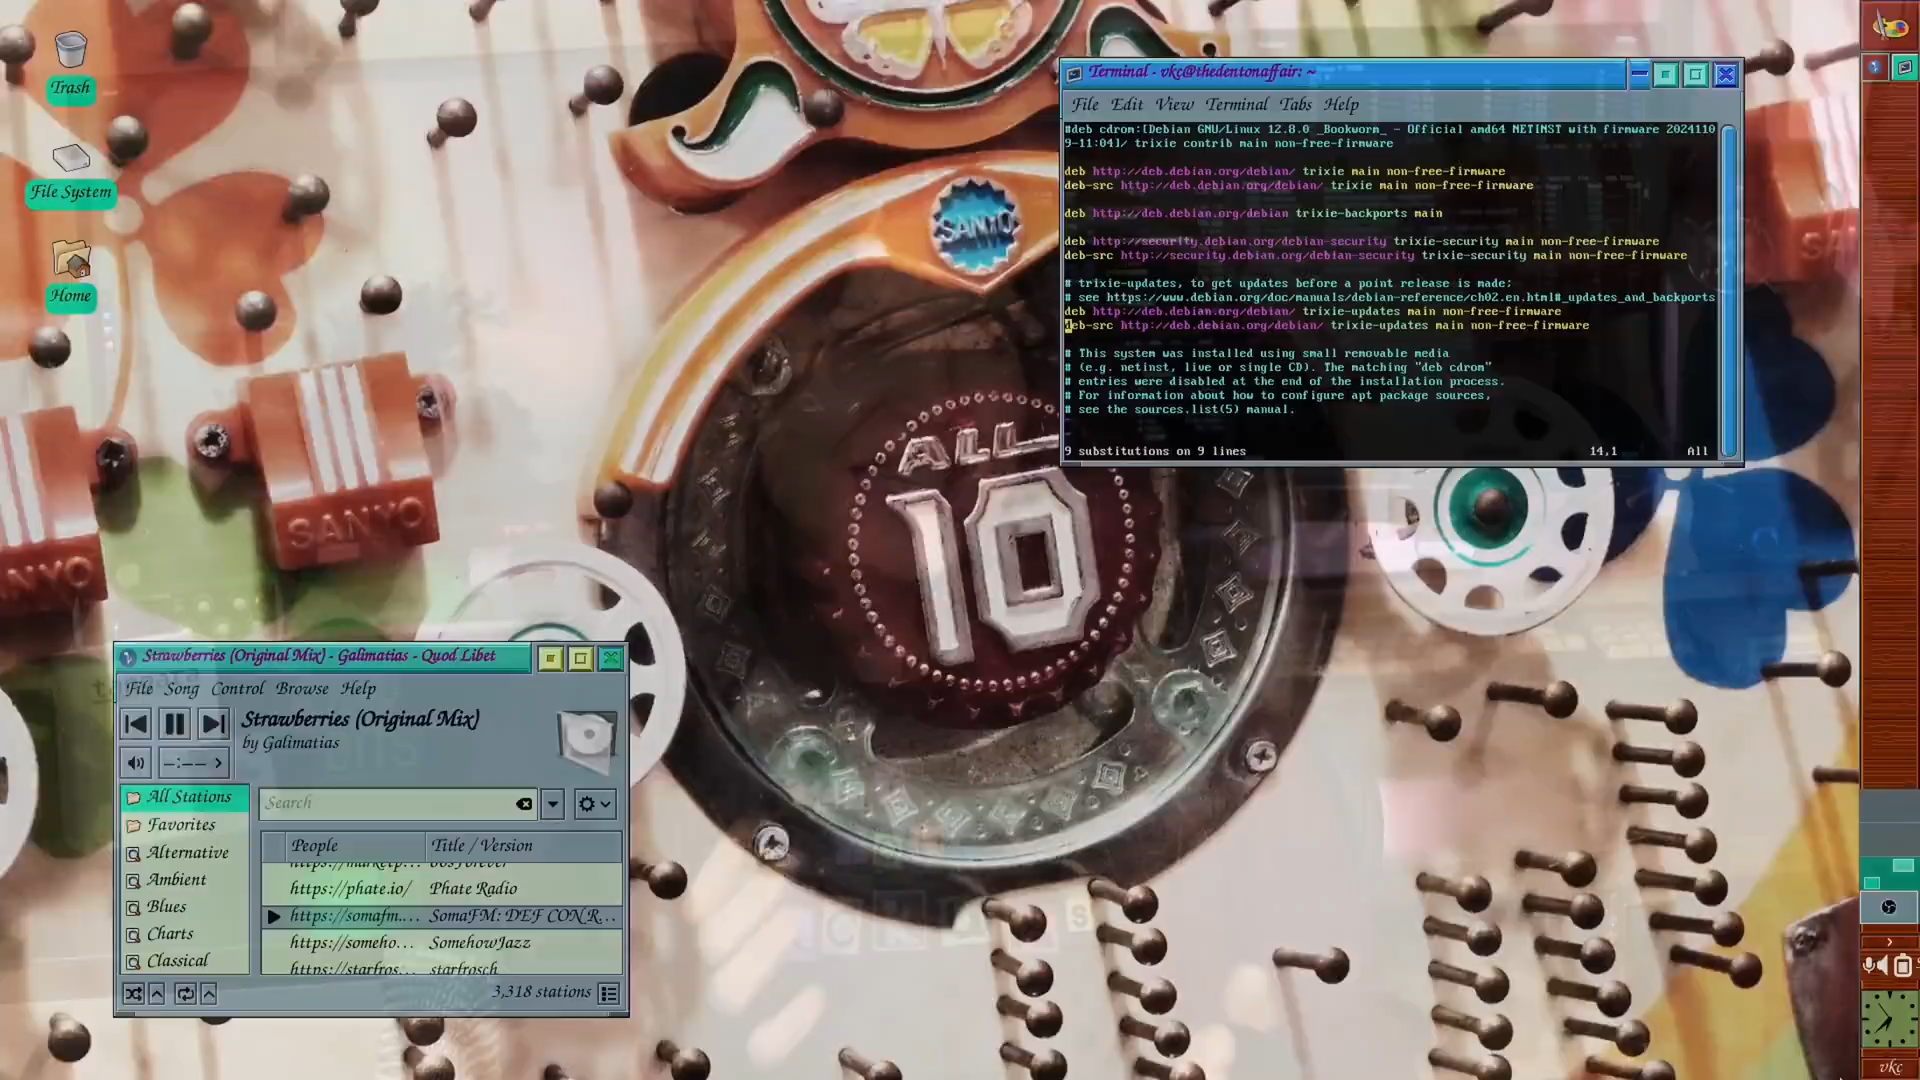 Trash
File System
Home
SANYO
SANYO
ALL
10
Terminal - vkc@thedentonaffair: ~
File Edit View Terminal Tabs Help
#deb cdrom:[Debian GNU/Linux 12.8.0 _Bookworm_ - Official amd64 NETINST with firmware 2024110
9-11:04]/ trixie contrib main non-free-firmware
deb http://deb.debian.org/debian/ trixie main non-free-firmware
deb-src http://deb.debian.org/debian/ trixie main non-free-firmware
deb http://deb.debian.org/debian trixie-backports main
deb http://security.debian.org/debian-security trixie-security main non-free-firmware
deb-src http://security.debian.org/debian-security trixie-security main non-free-firmware
# trixie-updates, to get updates before a point release is made;
# see https://www.debian.org/doc/manuals/debian-reference/ch02.en.html#_updates_and_backports
deb http://deb.debian.org/debian/ trixie-updates main non-free-firmware
deb-src http://deb.debian.org/debian/ trixie-updates main non-free-firmware
# This system was installed using small removable media
# (e.g. netinst, live or single CD). The matching "deb cdrom"
# entries were disabled at the end of the installation process.
# For information about how to configure apt package sources,
# see the sources.list(5) manual.
9 substitutions on 9 lines 14,1 All
Strawberries (Original Mix) - Galimatias - Quod Libet
File Song Control Browse Help
Strawberries (Original Mix)
by Galimatias
-:--
All Stations
Favorites
Alternative
Ambient
Blues
Charts
Classical
Search
People Title / Version
https://phate.io/ Phate Radio
https://somafm.... SomaFM: DEF CON R...
https://someho... SomehowJazz
https://starfros... starfrosch
3,318 stations
vkc